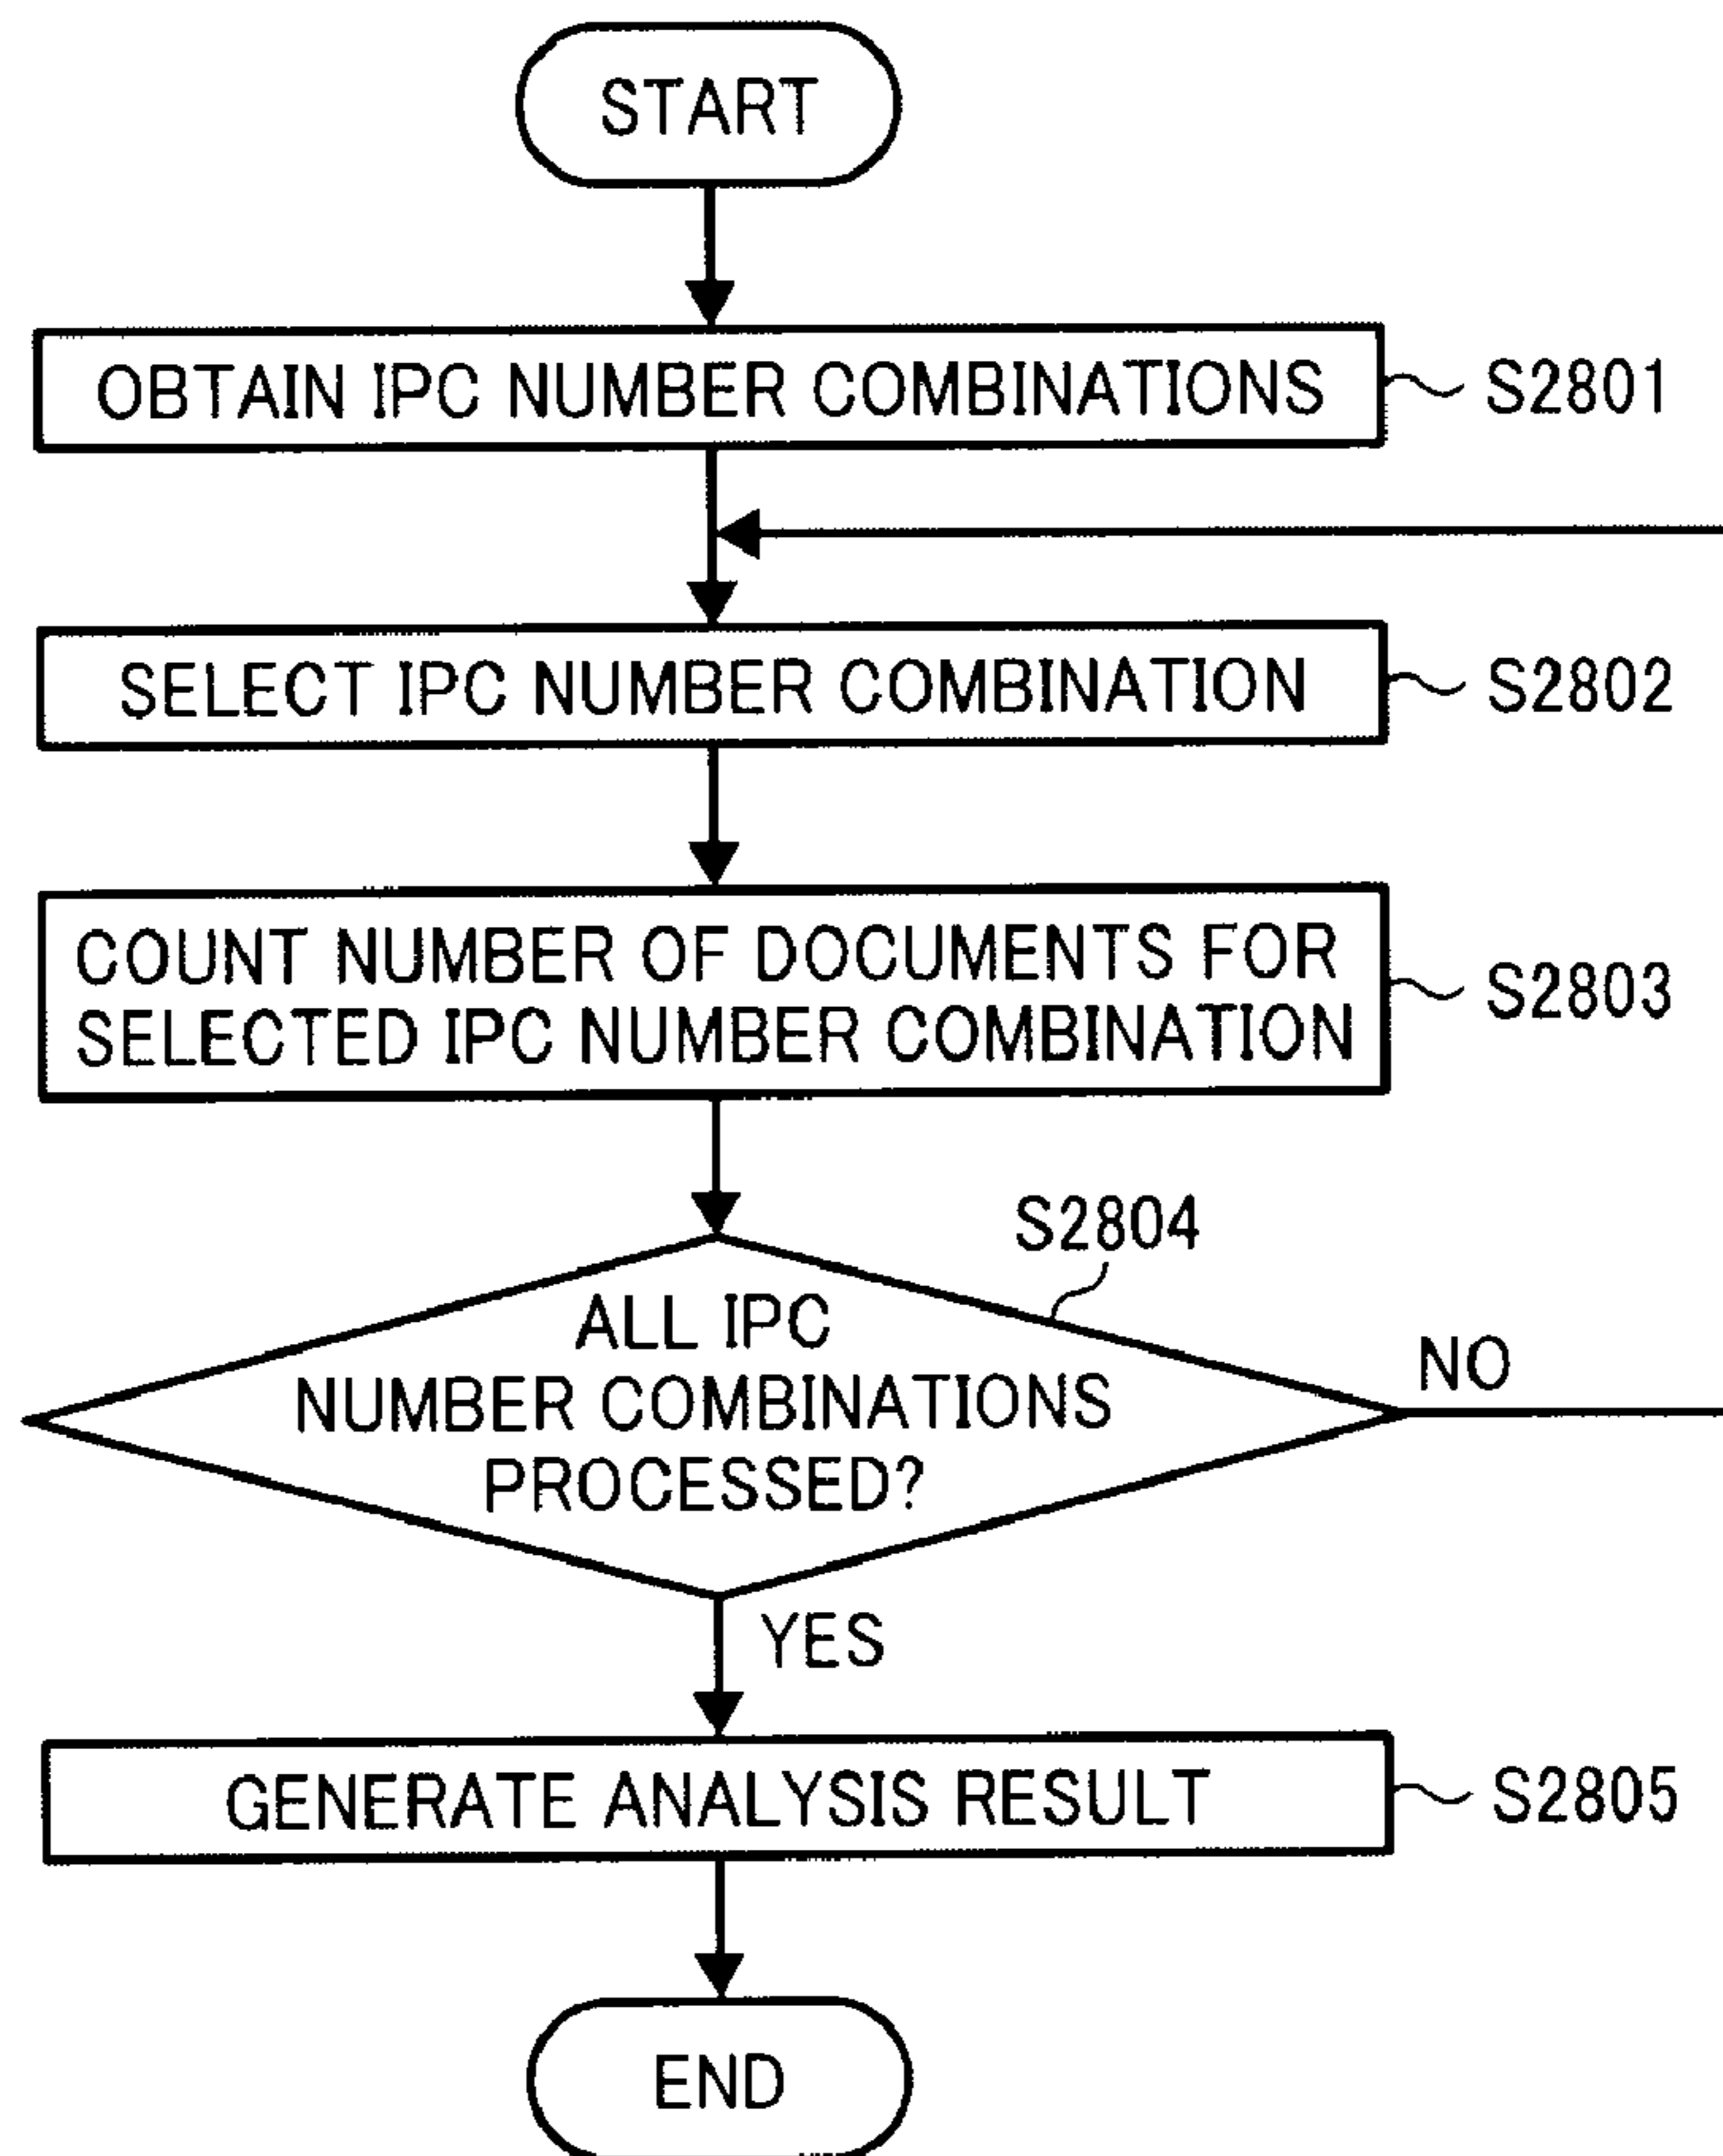 START
OBTAIN IPC NUMBER COMBINATIONS
S2801
SELECT IPC NUMBER COMBINATION
S2802
COUNT NUMBER OF DOCUMENTS FOR
SELECTED IPC NUMBER COMBINATION
S2803
S2804
ALL IPC
NUMBER COMBINATIONS
PROCESSED?
NO
YES
GENERATE ANALYSIS RESULT
S2805
END